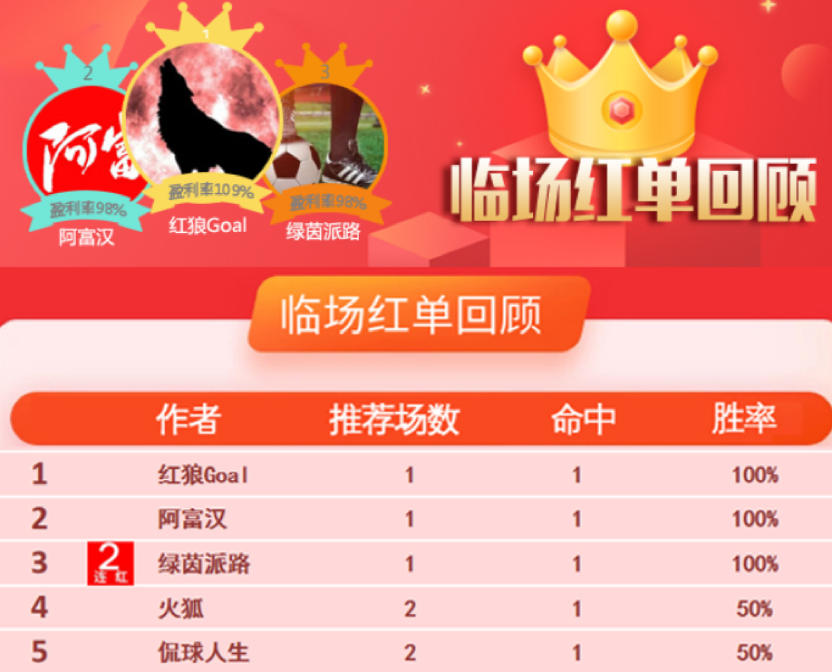 2
1
3
阿富
盈利率98%
盈利率109%
盈利率98%
阿富汉
红狼Goal
绿茵派路
临场红单回顾
临场红单回顾
作者 推荐场数 命中 胜率
1 红狼Goal 1 1 100%
2 阿富汉 1 1 100%
3 2连红 绿茵派路 1 1 100%
4 火狐 2 1 50%
5 侃球人生 2 1 50%